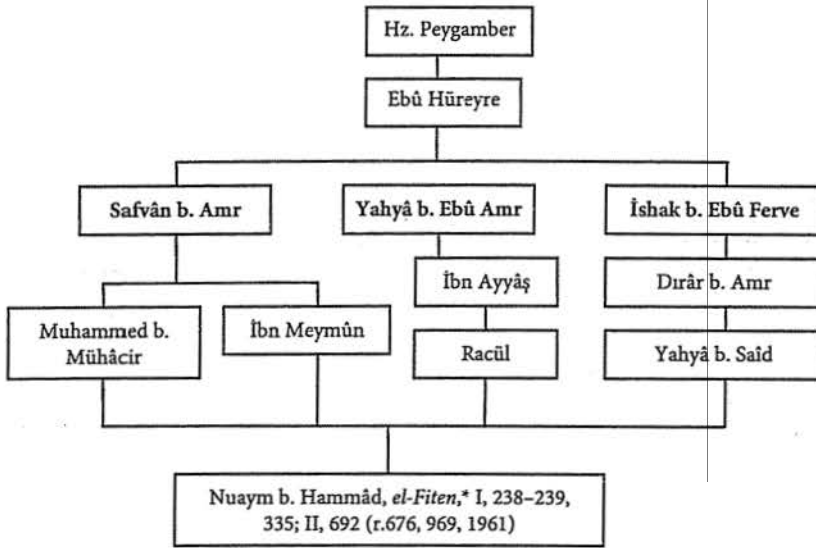 Hz. Peygamber
Ebû Hüreyre
Safvân b. Amr
Yahyâ b. Ebû Amr
İshak b. Ebû Ferve
İbn Ayyâş
Dırâr b. Amr
Muhammed b.
Mühâcir
İbn Meymûn
Racül
Yahyâ b. Saîd
Nuaym b. Hammâd, el-Fiten,* I, 238–239,
335; II, 692 (r.676, 969, 1961)